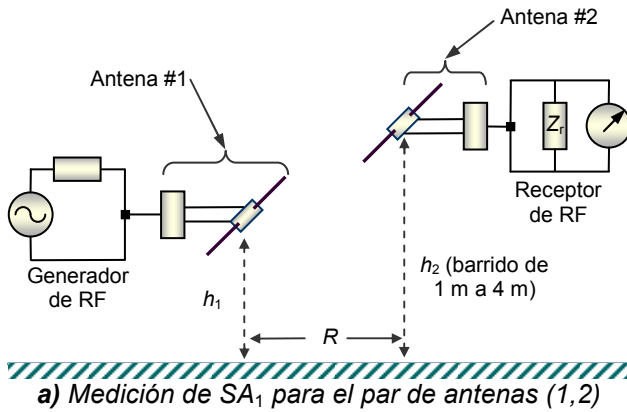 Antena #2
Antena #1
Zr
Receptor
de RF
Generador
de RF
h1
h2 (barrido de
1 m a 4 m)
R
a) Medición de SA1 para el par de antenas (1,2)